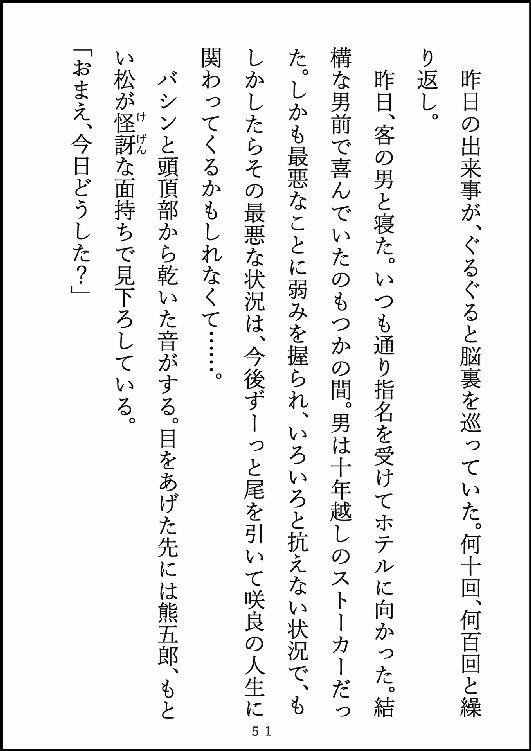 昨日の出来事が、ぐるぐると脳裏を巡っていた。何十回、何百回と繰
り返し。
　昨日、客の男と寝た。いつも通り指名を受けてホテルに向かった。結
構な男前で喜んでいたのもつかの間。男は十年越しのストーカーだっ
た。しかも最悪なことに弱みを握られ、いろいろと抗えない状況で、も
しかしたらその最悪な状況は、今後ずーっと尾を引いて咲良の人生に
関わってくるかもしれなくて……。
　バシンと頭頂部から乾いた音がする。目をあげた先には熊五郎、もと
い松が怪訝な面持ちで見下ろしている。
けげん
「おまえ、今日どうした？」
51